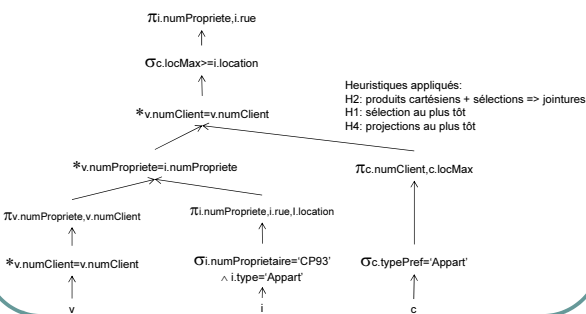 πi.numPropriete,i.rue
σc.locMax>=i.location
Heuristiques appliqués:
H2: produits cartésiens + sélections => jointures
H1: sélection au plus tôt
H4: projections au plus tôt
*v.numClient=v.numClient
*v.numPropriete=i.numPropriete
πc.numClient,c.locMax
πv.numPropriete,v.numClient
πi.numPropriete,i.rue,I.location
*v.numClient=v.numClient
σi.numProprietaire=‘CP93’
∧ i.type=‘Appart’
σc.typePref=‘Appart’
v
i
c